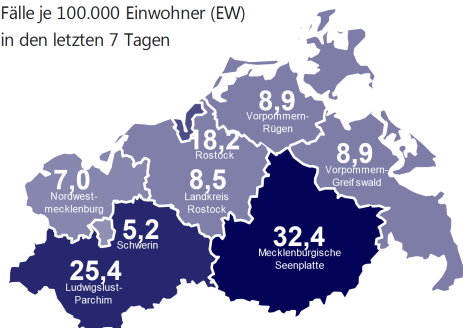 Fälle je 100.000 Einwohner (EW)
in den letzten 7 Tagen
8,9
Vorpommern-
Rügen
18,2
Rostock
8,9
Vorpommern-
Greifswald
7,0
Nordwest-
mecklenburg
8,5
Landkreis
Rostock
5,2
Schwerin
32,4
Mecklenburgische
Seenplatte
25,4
Ludwigslust-
Parchim